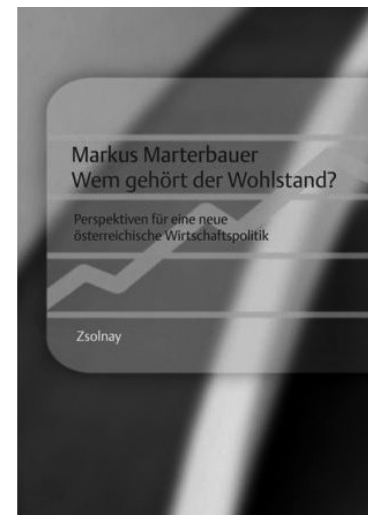 Markus Marterbauer
Wem gehört der Wohlstand?
Perspektiven für eine neue
österreichische Wirtschaftspolitik
Zsolnay